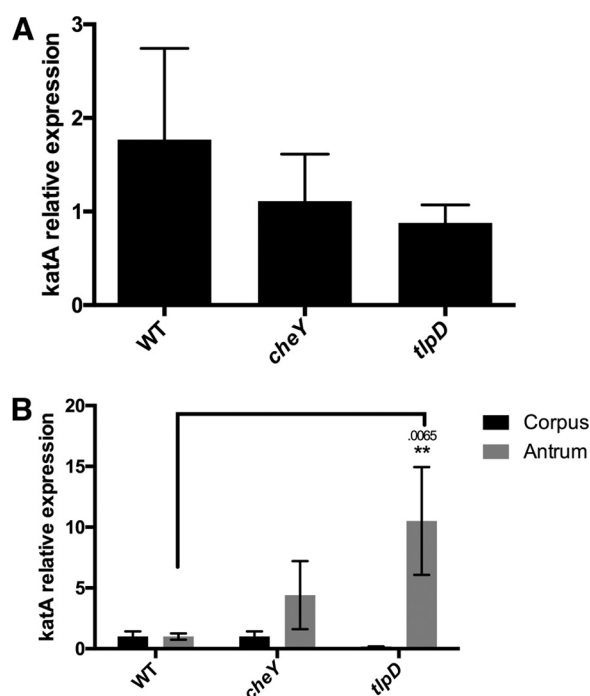 A
katA relative expression
3
2
1
0
WT
cheY
tlpD
B
katA relative expression
20
15
10
5
0
.0065
**
WT
cheY
tlpD
Corpus
Antrum